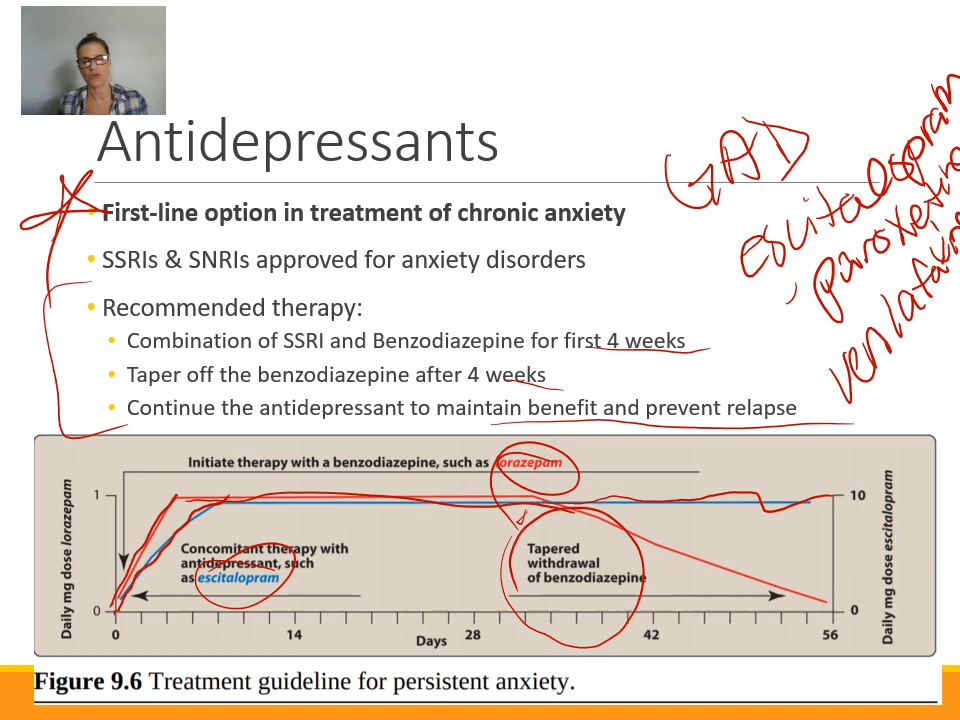 Antidepressants
GAD
escitalopram
First-line option in treatment of chronic anxiety
SSRIs & SNRIs approved for anxiety disorders
Recommended therapy:
Combination of SSRI and Benzodiazepine for first 4 weeks
Taper off the benzodiazepine after 4 weeks
Continue the antidepressant to maintain benefit and prevent relapse
Initiate therapy with a benzodiazepine, such as lorazepam
Daily mg dose lorazepam
1
0
Concomitant therapy with
antidepressant, such
as escitalopram
Tapered
withdrawal
of benzodiazepine
10
0
Daily mg dose escitalopram
0 14 28 42 56
Days
Figure 9.6 Treatment guideline for persistent anxiety.